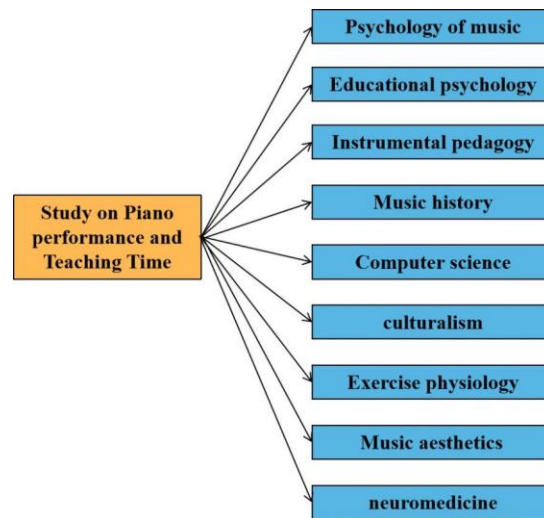 Psychology of music
Educational psychology
Instrumental pedagogy
Study on Piano
performance and
Teaching Time
Music history
Computer science
culturalism
Exercise physiology
Music aesthetics
neuromedicine